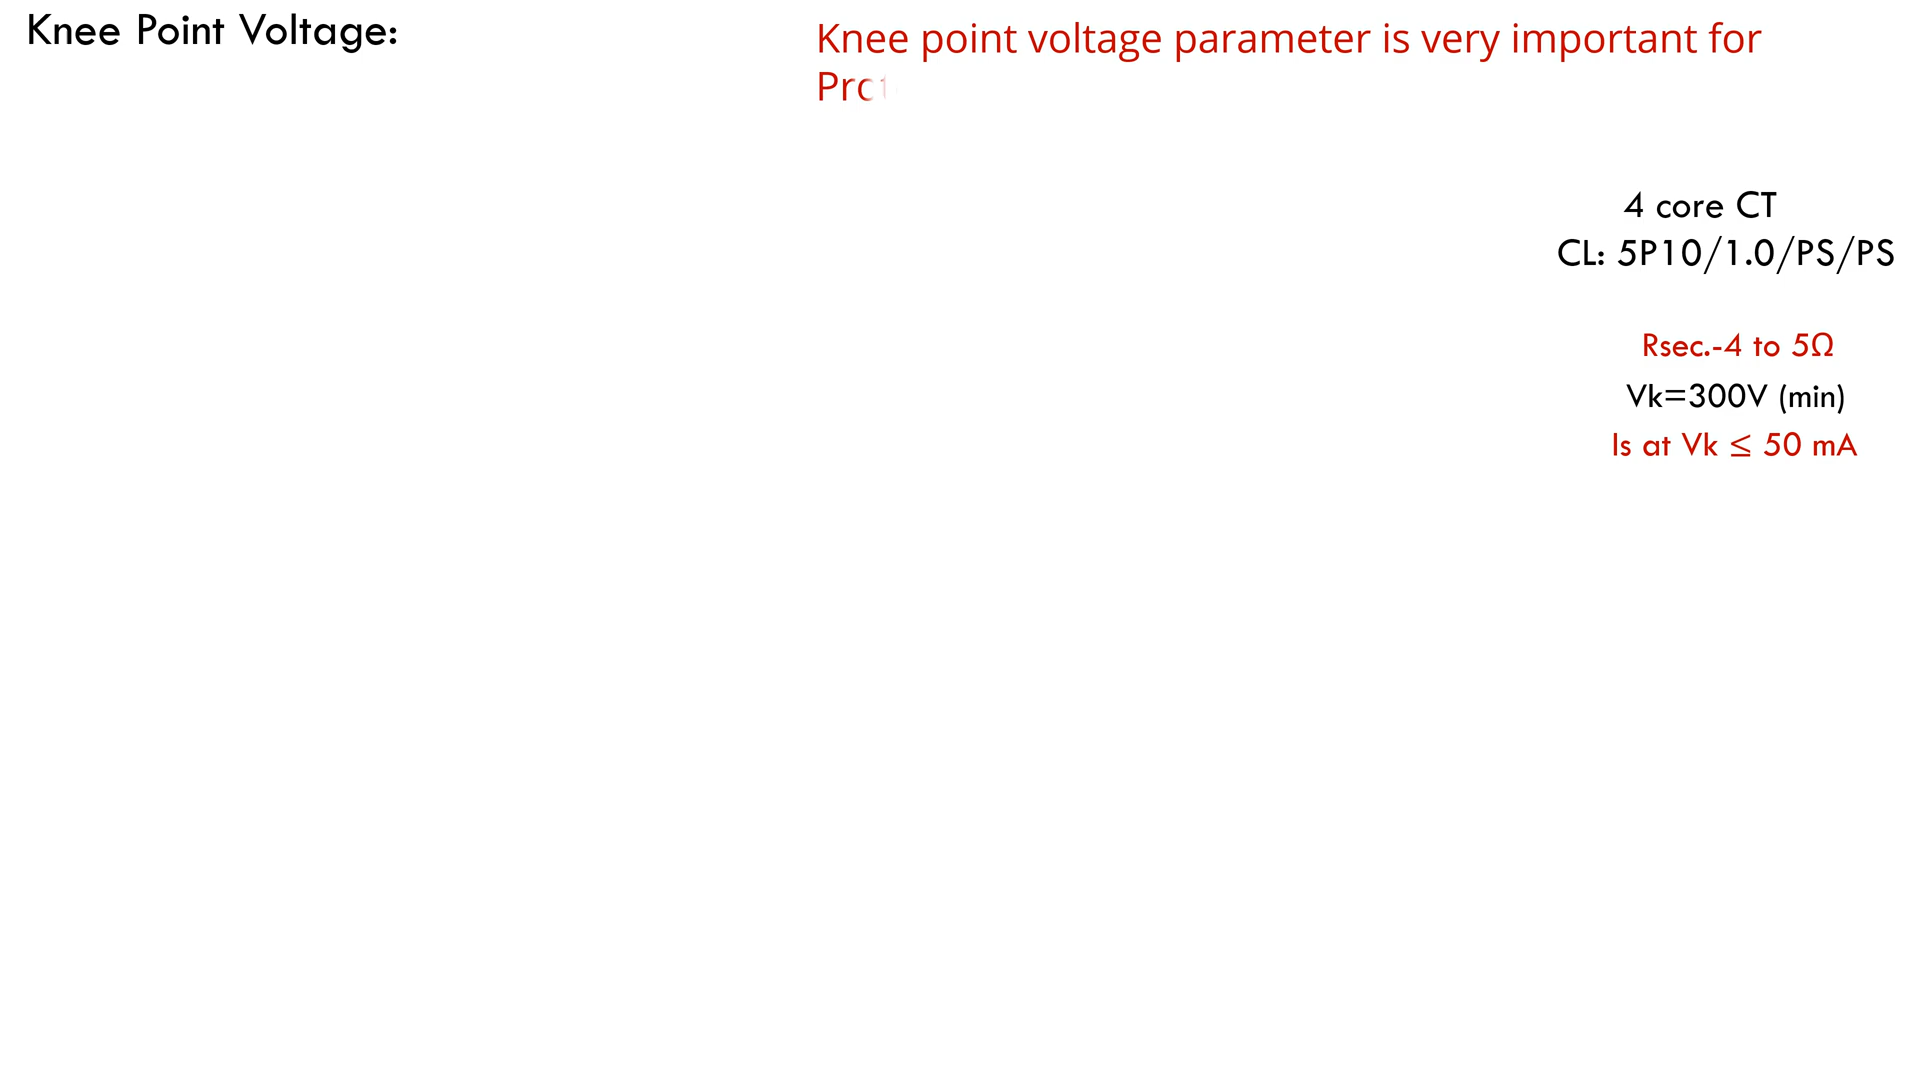 Knee Point Voltage:
Knee point voltage parameter is very important for
4 core CT
CL: 5P10/1.0/PS/PS
Rsec.-4 to 5Ω
Vk=300V (min)
Is at Vk ≤ 50 mA